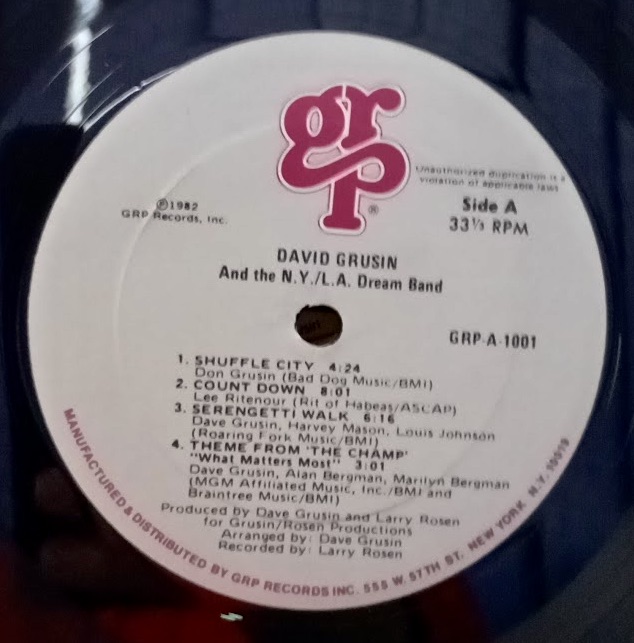 grp ®
Unauthorized duplication is a
violation of applicable laws
℗1982
GRP Records, Inc.
Side A
33⅓ RPM
DAVID GRUSIN
And the N.Y./L.A. Dream Band
GRP-A-1001
1. SHUFFLE CITY 4:24
Don Grusin (Bad Dog Music/BMI)
2. COUNT DOWN 8:01
Lee Ritenour (Rit of Habeas/ASCAP)
3. SERENGETTI WALK 6:16
Dave Grusin, Harvey Mason, Louis Johnson
(Roaring Fork Music/BMI)
4. THEME FROM 'THE CHAMP'
"What Matters Most" 3:01
Dave Grusin, Alan Bergman, Marilyn Bergman
(MGM Affiliated Music, Inc./BMI and
Braintree Music/BMI)
Produced by Dave Grusin and Larry Rosen
for Grusin/Rosen Productions
Arranged by: Dave Grusin
Recorded by: Larry Rosen
MANUFACTURED & DISTRIBUTED BY GRP RECORDS INC. 555 W. 57TH ST. NEW YORK N.Y. 10019